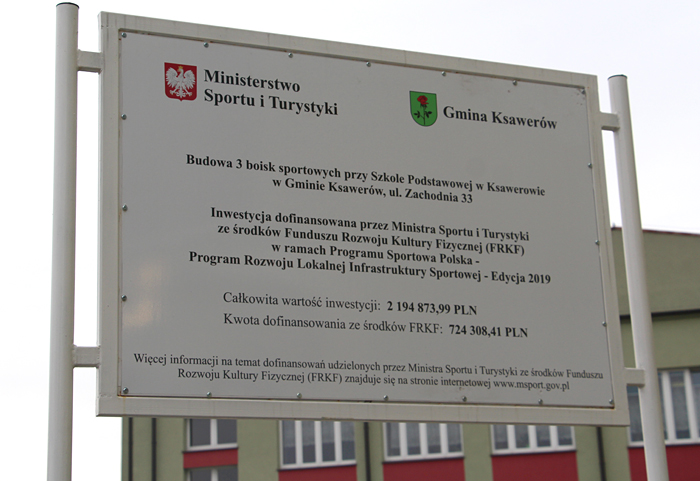 Ministerstwo
Sportu i Turystyki
Gmina Ksawerów
Budowa 3 boisk sportowych przy Szkole Podstawowej w Ksawerowie
w Gminie Ksawerów, ul. Zachodnia 33
Inwestycja dofinansowana przez Ministra Sportu i Turystyki
ze środków Funduszu Rozwoju Kultury Fizycznej (FRKF)
w ramach Programu Sportowa Polska -
Program Rozwoju Lokalnej Infrastruktury Sportowej - Edycja 2019
Całkowita wartość inwestycji: 2 194 873,99 PLN
Kwota dofinansowania ze środków FRKF: 724 308,41 PLN
Więcej informacji na temat dofinansowań udzielonych przez Ministra Sportu i Turystyki ze środków Funduszu
Rozwoju Kultury Fizycznej (FRKF) znajduje się na stronie internetowej www.msport.gov.pl